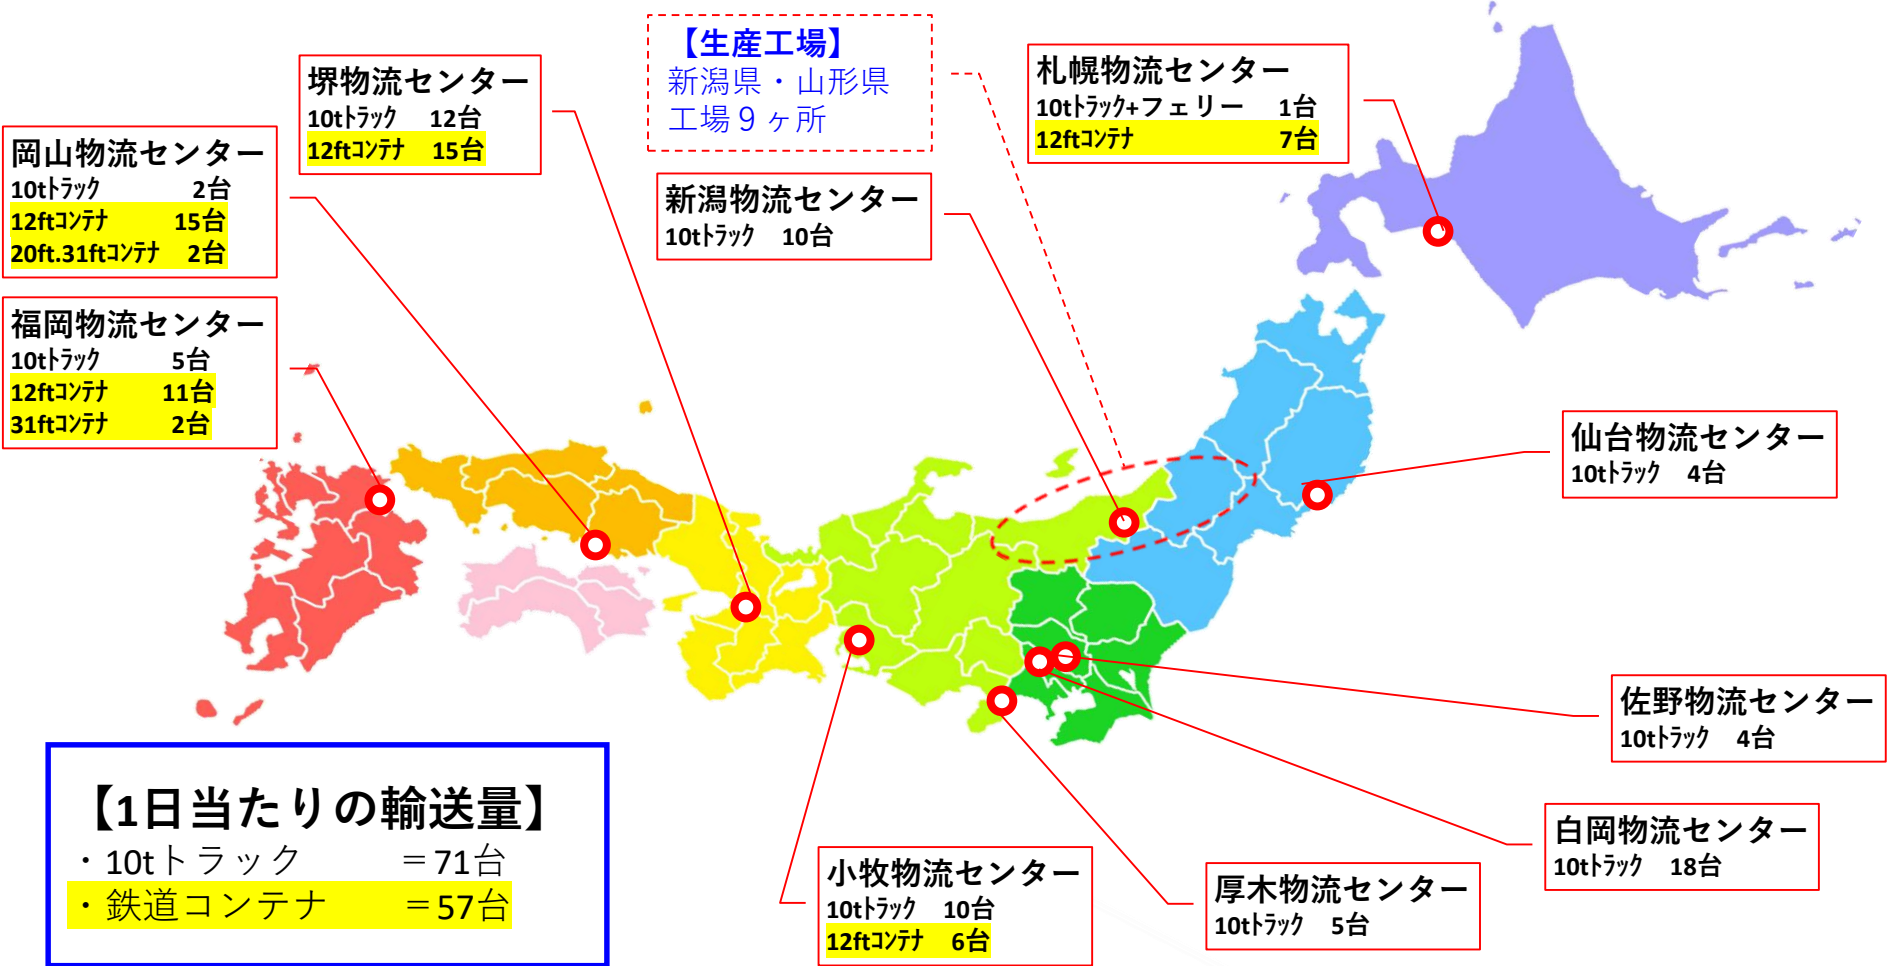 【生産工場】
新潟県・山形県
工場９ヶ所
堺物流センター
10tﾄﾗｯｸ 12台
12ftｺﾝﾃﾅ 15台
札幌物流センター
10tﾄﾗｯｸ+フェリー 1台
12ftｺﾝﾃﾅ 7台
岡山物流センター
10tﾄﾗｯｸ 2台
12ftｺﾝﾃﾅ 15台
20ft.31ftｺﾝﾃﾅ 2台
新潟物流センター
10tﾄﾗｯｸ 10台
福岡物流センター
10tﾄﾗｯｸ 5台
12ftｺﾝﾃﾅ 11台
31ftｺﾝﾃﾅ 2台
仙台物流センター
10tﾄﾗｯｸ 4台
佐野物流センター
10tﾄﾗｯｸ 4台
白岡物流センター
10tﾄﾗｯｸ 18台
厚木物流センター
10tﾄﾗｯｸ 5台
小牧物流センター
10tﾄﾗｯｸ 10台
12ftｺﾝﾃﾅ 6台
【1日当たりの輸送量】
・10tトラック ＝71台
・鉄道コンテナ ＝57台